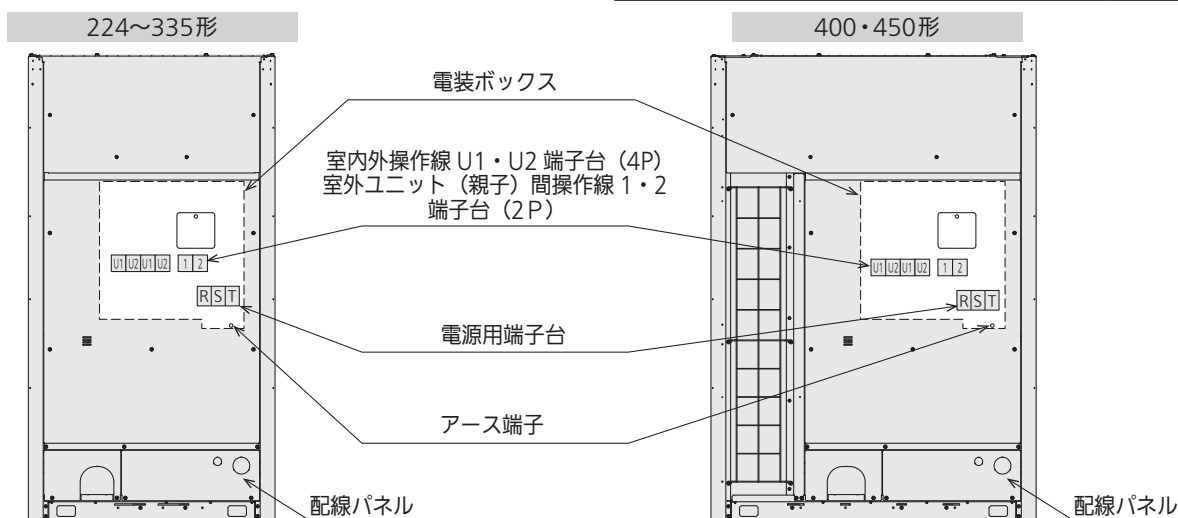 224～335形
400・450形
電装ボックス
室内外操作線 U1・U2 端子台（4P）
室外ユニット（親子）間操作線 1・2
端子台（2P）
U1 U2 U1 U2 1 2
U1 U2 U1 U2 1 2
R S T
R S T
電源用端子台
アース端子
配線パネル
配線パネル